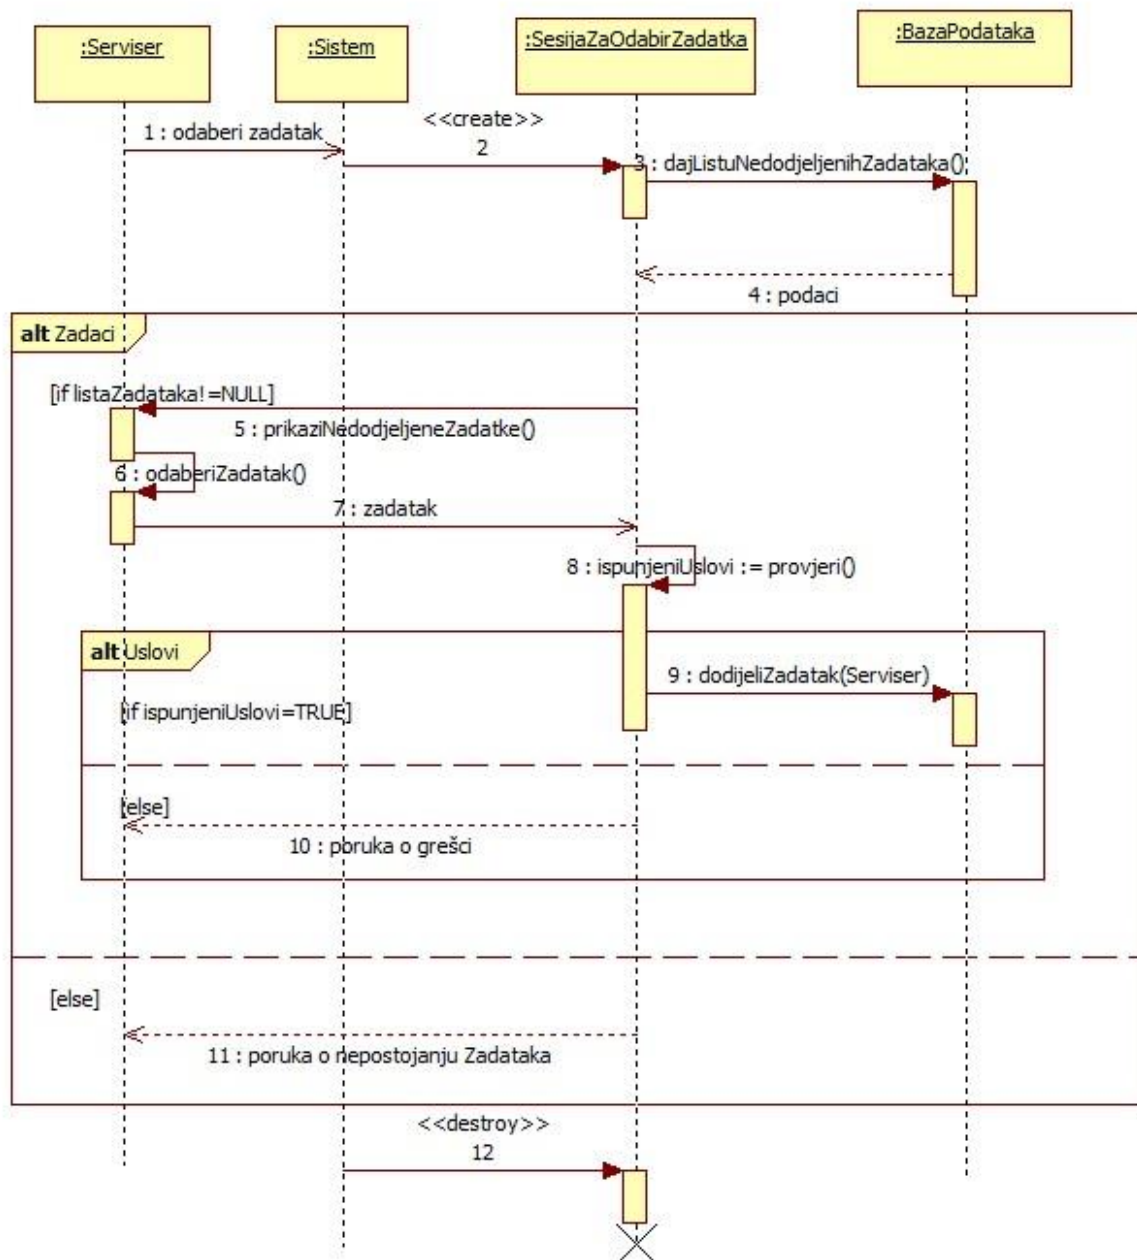 :Serviser
:Sistem
:SesijaZaOdabirZadatka
:BazaPodataka
1 : odaberi zadatak
<<create>>
2
3 : dajListuNedodjeljenihZadataka()
4 : podaci
alt Zadaci
[if listaZadataka!=NULL]
5 : prikaziNedodjeljeneZadatke()
6 : odaberiZadatak()
7 : zadatak
8 : ispunjeniUslovi := provjeri()
alt Uslovi
9 : dodijeliZadatak(Serviser)
[if ispunjeniUslovi=TRUE]
[else]
10 : poruka o grešci
[else]
11 : poruka o nepostojanju Zadataka
<<destroy>>
12